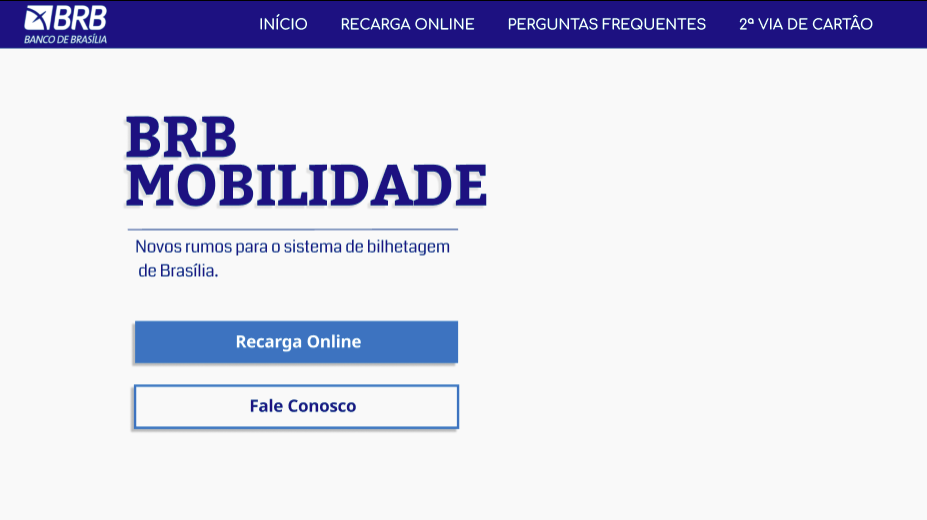 BRB
BANCO DE BRASÍLIA
INÍCIO
RECARGA ONLINE
PERGUNTAS FREQUENTES
2ª VIA DE CARTÃO
BRB
MOBILIDADE
Novos rumos para o sistema de bilhetagem
de Brasília.
Recarga Online
Fale Conosco